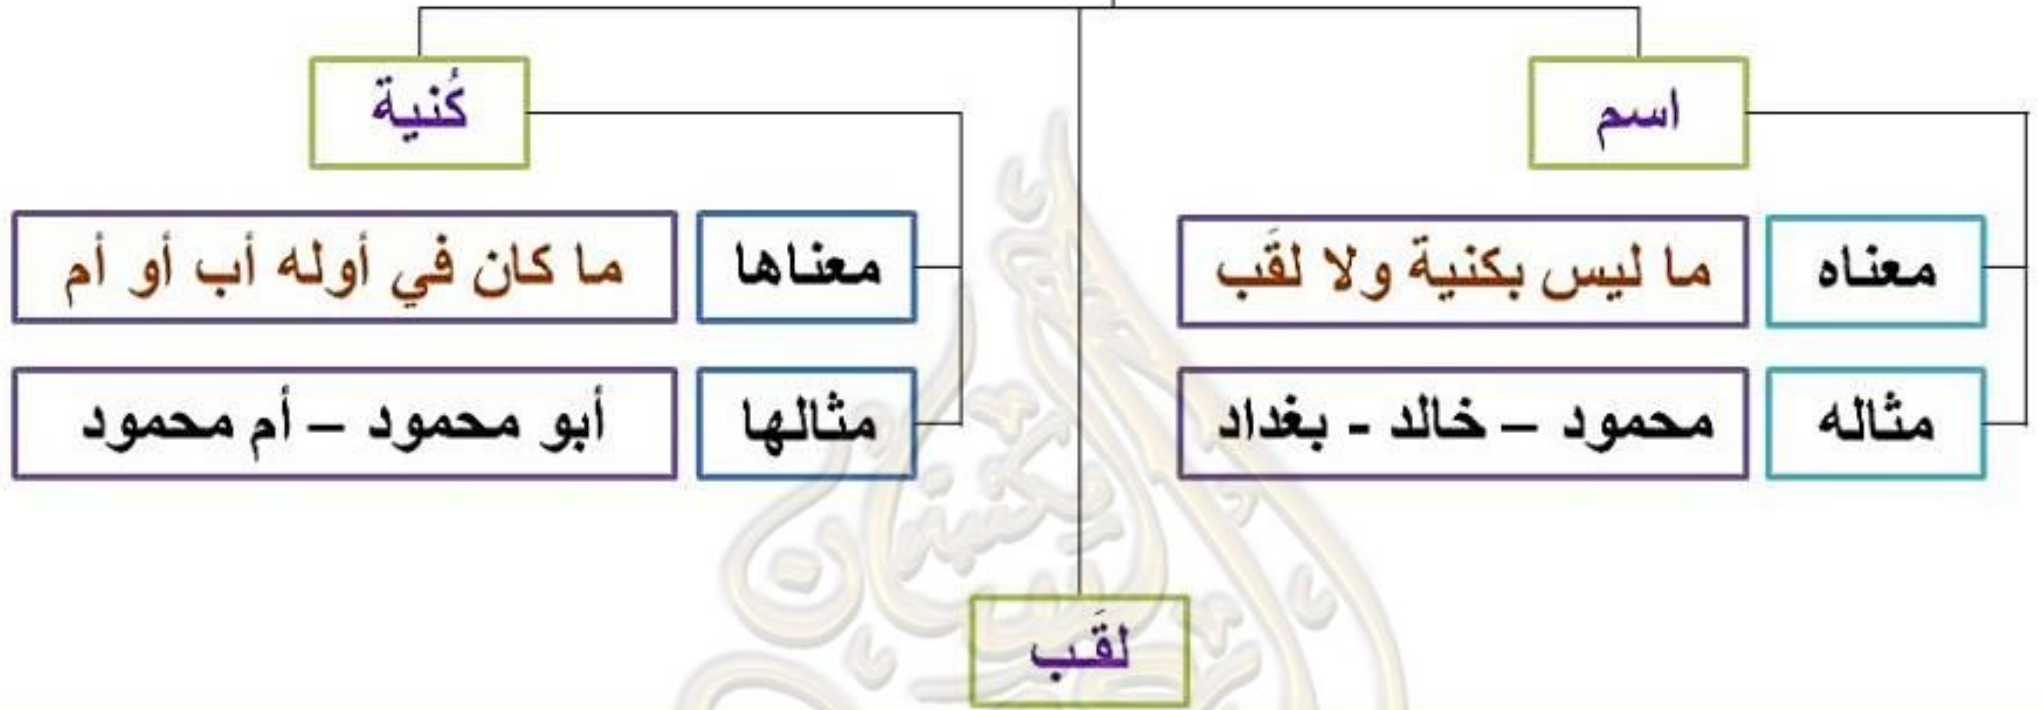 اسم
معناه
ما ليس بكنية ولا لقَب
مثاله
محمود – خالد - بغداد
كُنية
معناها
ما كان في أوله أب أو أم
مثالها
أبو محمود – أم محمود
لقَب